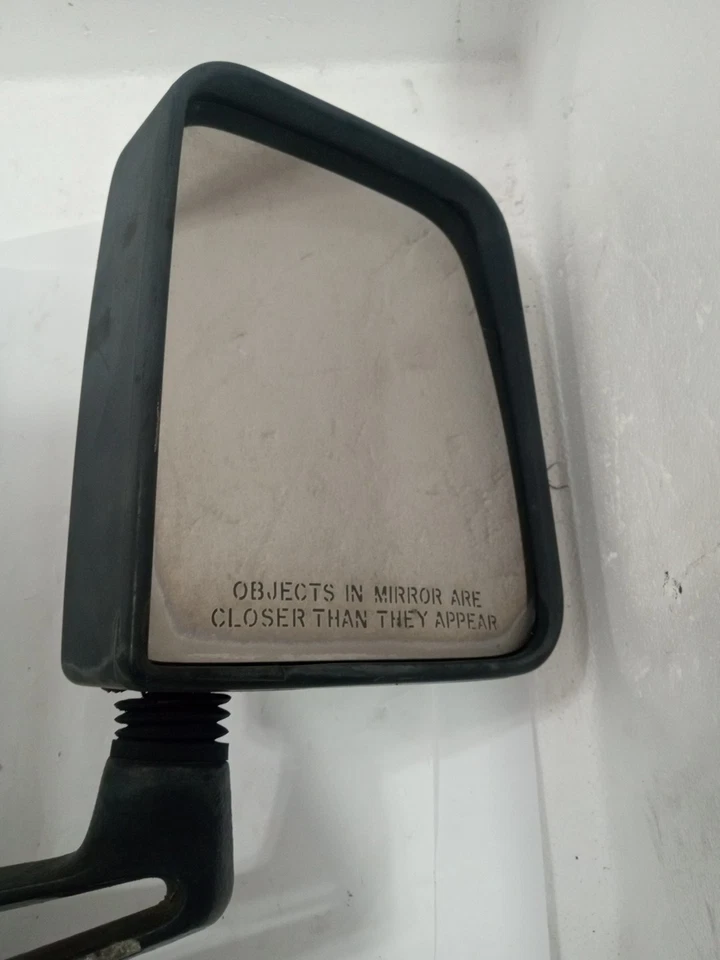 OBJECTS IN MIRROR ARE
CLOSER THAN THEY APPEAR